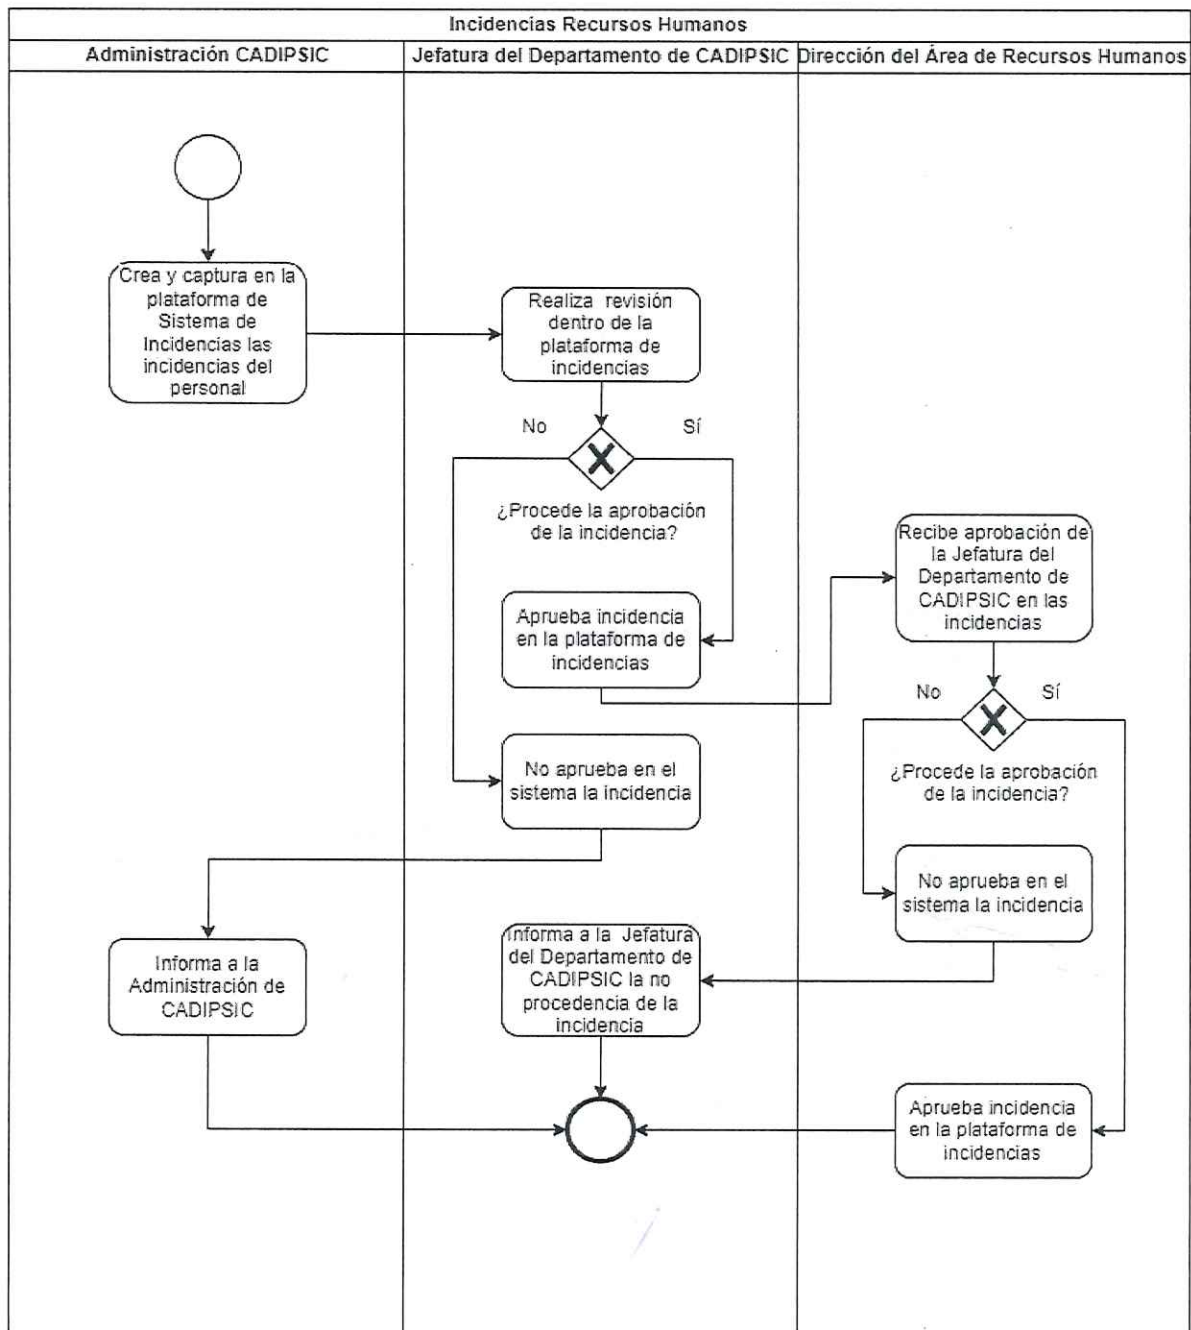 Incidencias Recursos Humanos
Administración CADIPSIC
Jefatura del Departamento de CADIPSIC
Dirección del Área de Recursos Humanos
Crea y captura en la
plataforma de
Sistema de
Incidencias las
incidencias del
personal
Realiza revisión
dentro de la
plataforma de
incidencias
No
Sí
¿Procede la aprobación
de la incidencia?
Aprueba incidencia
en la plataforma de
incidencias
Recibe aprobación de
la Jefatura del
Departamento de
CADIPSIC en las
incidencias
No
Sí
¿Procede la aprobación
de la incidencia?
No aprueba en el
sistema la incidencia
No aprueba en el
sistema la incidencia
Informa a la
Administración de
CADIPSIC
Informa a la Jefatura
del Departamento de
CADIPSIC la no
procedencia de la
incidencia
Aprueba incidencia
en la plataforma de
incidencias